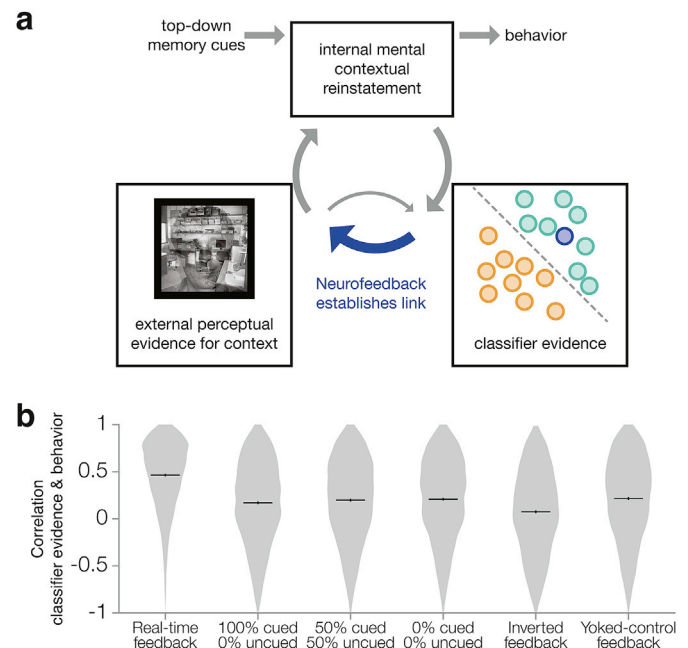 a
top-down
memory cues
internal mental
contextual
reinstatement
behavior
external perceptual
evidence for context
Neurofeedback
establishes link
classifier evidence
b
Correlation
classifier evidence & behavior
1
0.5
0
-0.5
-1
Real-time
feedback
100% cued
0% uncued
50% cued
50% uncued
0% cued
0% uncued
Inverted
feedback
Yoked-control
feedback